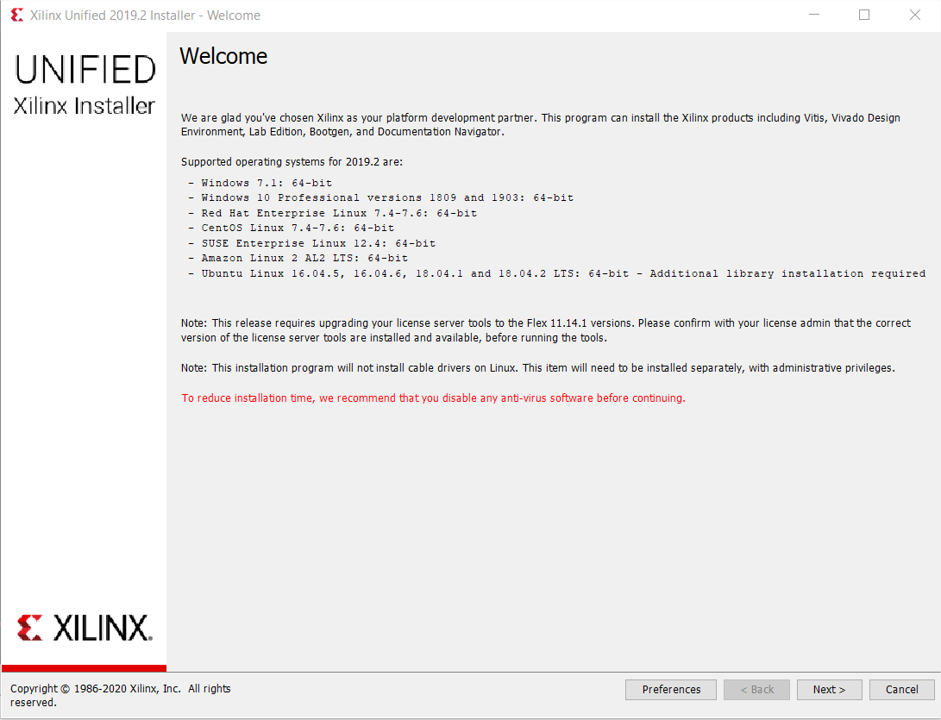 Xilinx Unified 2019.2 Installer - Welcome
UNIFIED
Xilinx Installer
Welcome
We are glad you've chosen Xilinx as your platform development partner. This program can install the Xilinx products including Vitis, Vivado Design
Environment, Lab Edition, Bootgen, and Documentation Navigator.
Supported operating systems for 2019.2 are:
- Windows 7.1: 64-bit
- Windows 10 Professional versions 1809 and 1903: 64-bit
- Red Hat Enterprise Linux 7.4-7.6: 64-bit
- CentOS Linux 7.4-7.6: 64-bit
- SUSE Enterprise Linux 12.4: 64-bit
- Amazon Linux 2 AL2 LTS: 64-bit
- Ubuntu Linux 16.04.5, 16.04.6, 18.04.1 and 18.04.2 LTS: 64-bit - Additional library installation required
Note: This release requires upgrading your license server tools to the Flex 11.14.1 versions. Please confirm with your license admin that the correct
version of the license server tools are installed and available, before running the tools.
Note: This installation program will not install cable drivers on Linux. This item will need to be installed separately, with administrative privileges.
To reduce installation time, we recommend that you disable any anti-virus software before continuing.
XILINX.
Copyright © 1986-2020 Xilinx, Inc. All rights
reserved.
Preferences
< Back
Next >
Cancel